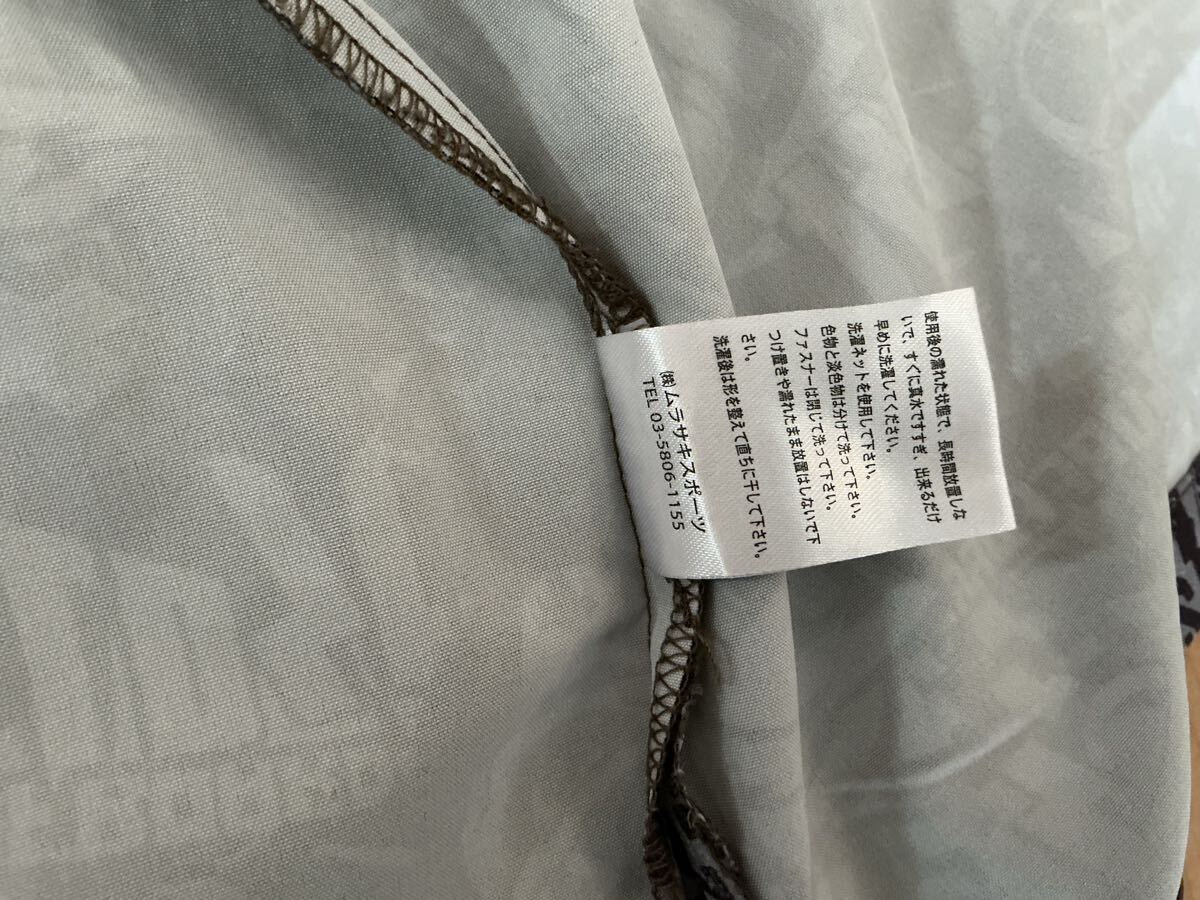 使用後の濡れた状態で、長時間放置しな
いで、すぐに真水ですすぎ、出来るだけ
早めに洗濯してください。
洗濯ネットを使用して下さい。
色物と淡色物は分けて洗って下さい。
ファスナーは閉じて洗って下さい。
つけ置きや濡れたまま放置はしないで下
さい。
洗濯後は形を整えて直ちに干して下さい。
(株)ムラサキスポーツ
TEL 03-5806-1155